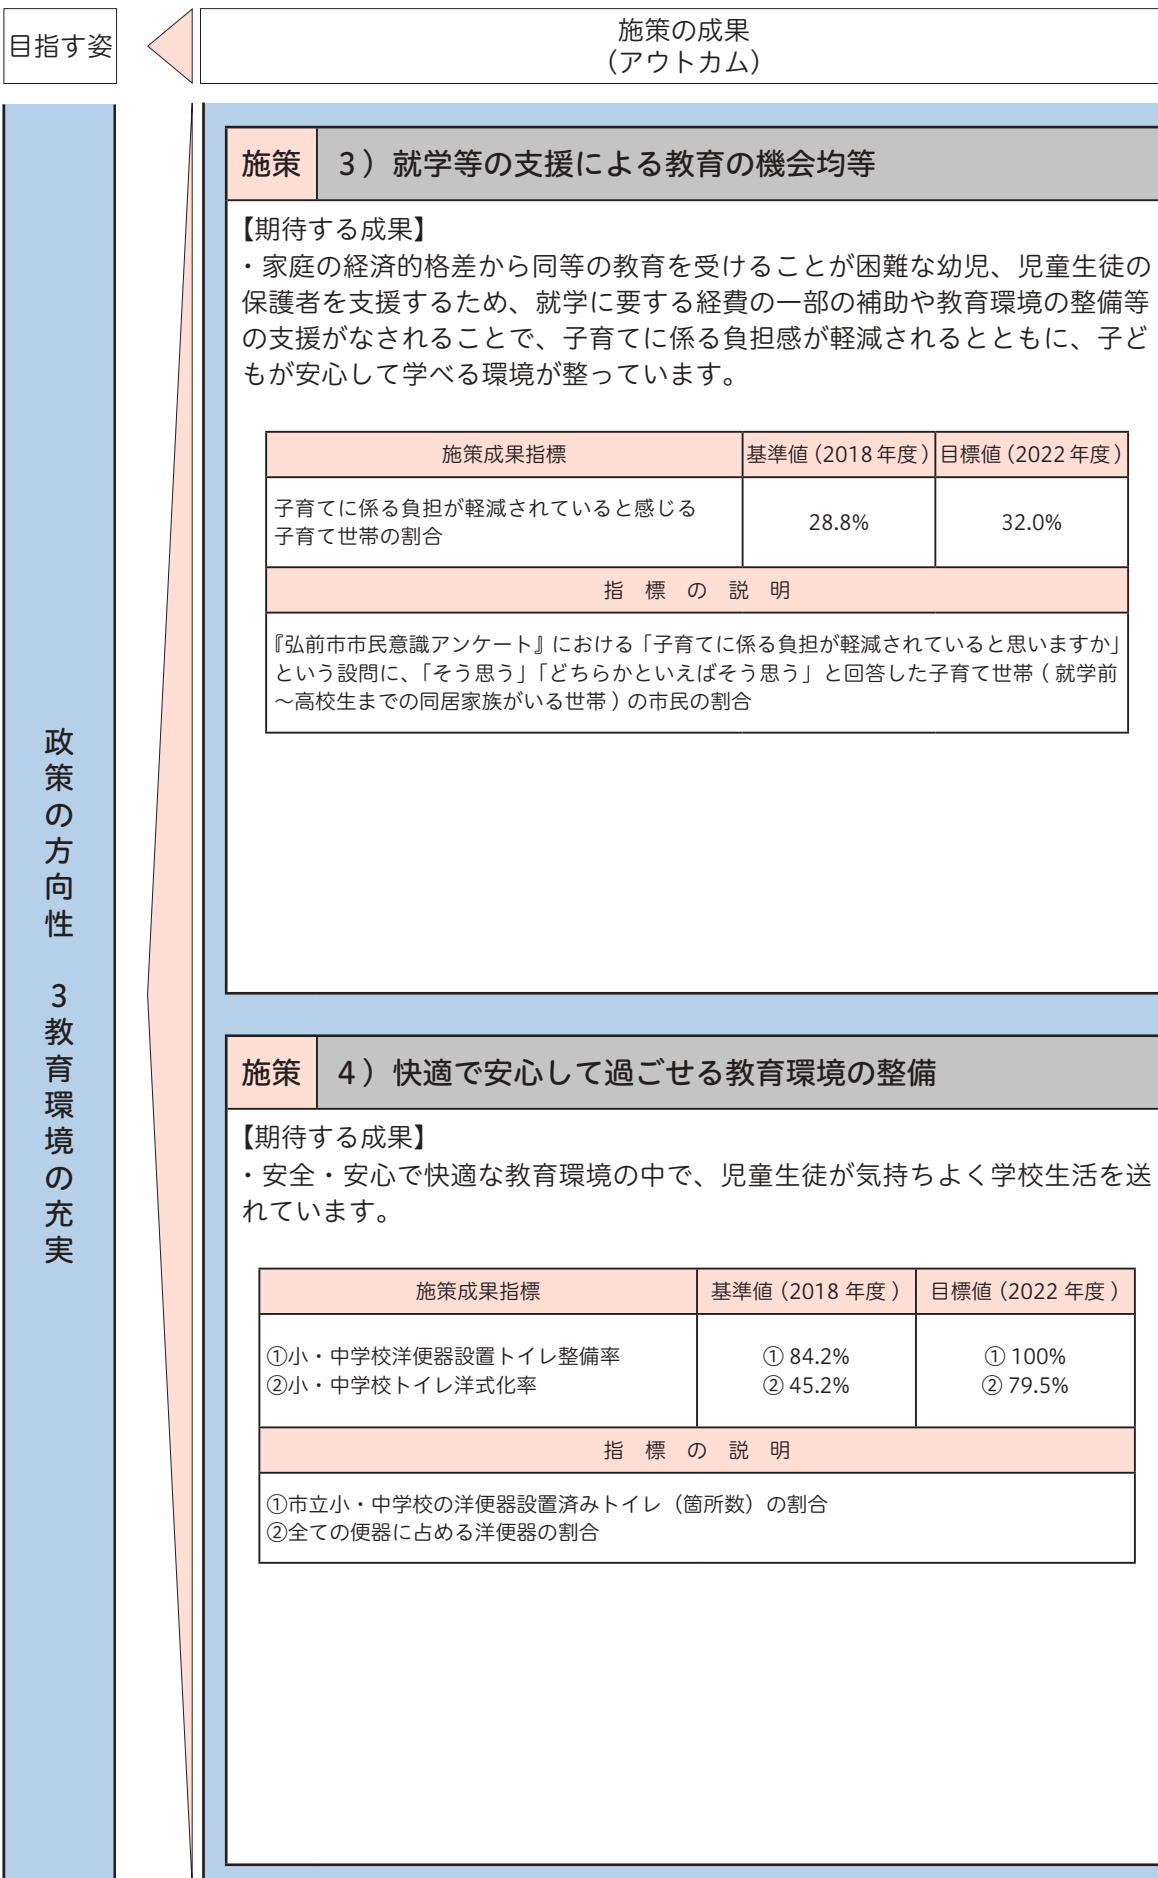 目指す姿
施策の成果
（アウトカム）
政策の方向性　3教育環境の充実
施策　3）就学等の支援による教育の機会均等
【期待する成果】
・家庭の経済的格差から同等の教育を受けることが困難な幼児、児童生徒の
保護者を支援するため、就学に要する経費の一部の補助や教育環境の整備等
の支援がなされることで、子育てに係る負担感が軽減されるとともに、子ど
もが安心して学べる環境が整っています。
施策成果指標　基準値（2018年度）　目標値（2022年度）
子育てに係る負担が軽減されていると感じる
子育て世帯の割合
28.8%　32.0%
指　標　の　説　明
『弘前市市民意識アンケート』における「子育てに係る負担が軽減されていると思いますか」
という設問に、「そう思う」「どちらかといえばそう思う」と回答した子育て世帯（就学前
～高校生までの同居家族がいる世帯）の市民の割合
施策　4）快適で安心して過ごせる教育環境の整備
【期待する成果】
・安全・安心で快適な教育環境の中で、児童生徒が気持ちよく学校生活を送
れています。
施策成果指標　基準値（2018年度）　目標値（2022年度）
①小・中学校洋便器設置トイレ整備率　① 84.2%　① 100%
②小・中学校トイレ洋式化率　② 45.2%　② 79.5%
指　標　の　説　明
①市立小・中学校の洋便器設置済みトイレ（箇所数）の割合
②全ての便器に占める洋便器の割合